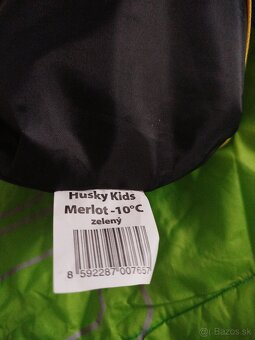 Husky Kids
Merlot -10°C
zelený
8 592287 007657
Bazos.sk